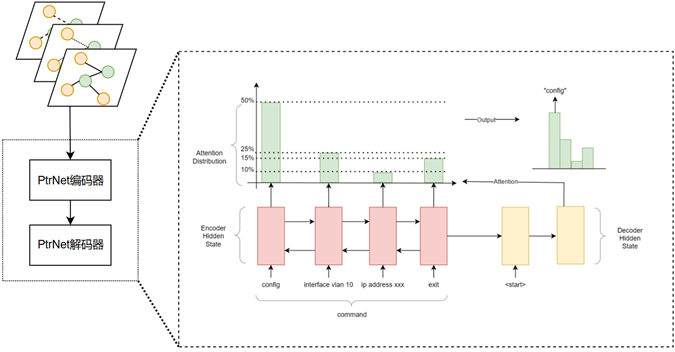 PtrNet编码器
PtrNet解码器
50%
25%
15%
10%
Attention
Distribution
Output
"config"
Attention
Encoder
Hidden
State
Decoder
Hidden
State
config
interface vlan 10
ip address xxx
exit
<start>
command